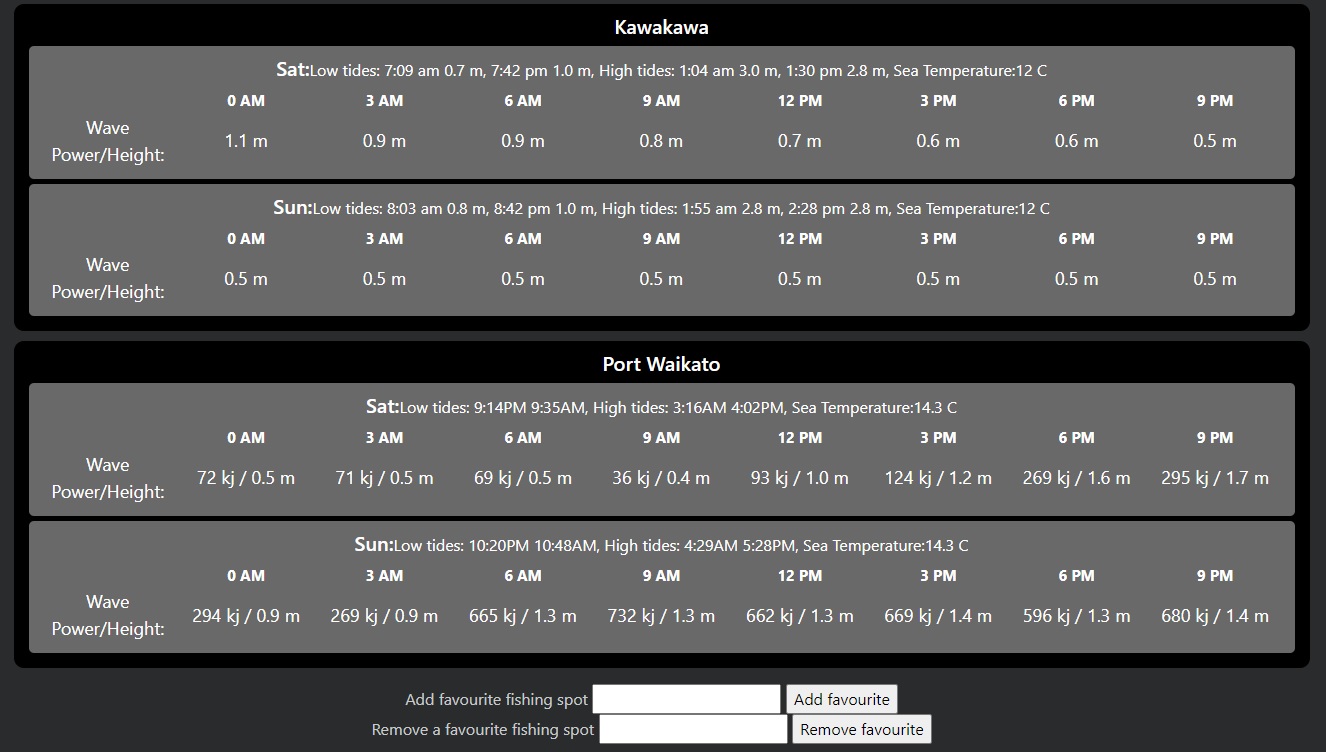 Kawakawa
Sat:Low tides: 7:09 am 0.7 m, 7:42 pm 1.0 m, High tides: 1:04 am 3.0 m, 1:30 pm 2.8 m, Sea Temperature:12 C
0 AM 3 AM 6 AM 9 AM 12 PM 3 PM 6 PM 9 PM
Wave
Power/Height:
1.1 m 0.9 m 0.9 m 0.8 m 0.7 m 0.6 m 0.6 m 0.5 m
Sun:Low tides: 8:03 am 0.8 m, 8:42 pm 1.0 m, High tides: 1:55 am 2.8 m, 2:28 pm 2.8 m, Sea Temperature:12 C
0 AM 3 AM 6 AM 9 AM 12 PM 3 PM 6 PM 9 PM
Wave
Power/Height:
0.5 m 0.5 m 0.5 m 0.5 m 0.5 m 0.5 m 0.5 m 0.5 m
Port Waikato
Sat:Low tides: 9:14PM 9:35AM, High tides: 3:16AM 4:02PM, Sea Temperature:14.3 C
0 AM 3 AM 6 AM 9 AM 12 PM 3 PM 6 PM 9 PM
Wave
Power/Height:
72 kj / 0.5 m 71 kj / 0.5 m 69 kj / 0.5 m 36 kj / 0.4 m 93 kj / 1.0 m 124 kj / 1.2 m 269 kj / 1.6 m 295 kj / 1.7 m
Sun:Low tides: 10:20PM 10:48AM, High tides: 4:29AM 5:28PM, Sea Temperature:14.3 C
0 AM 3 AM 6 AM 9 AM 12 PM 3 PM 6 PM 9 PM
Wave
Power/Height:
294 kj / 0.9 m 269 kj / 0.9 m 665 kj / 1.3 m 732 kj / 1.3 m 662 kj / 1.3 m 669 kj / 1.4 m 596 kj / 1.3 m 680 kj / 1.4 m
Add favourite fishing spot Add favourite
Remove a favourite fishing spot Remove favourite